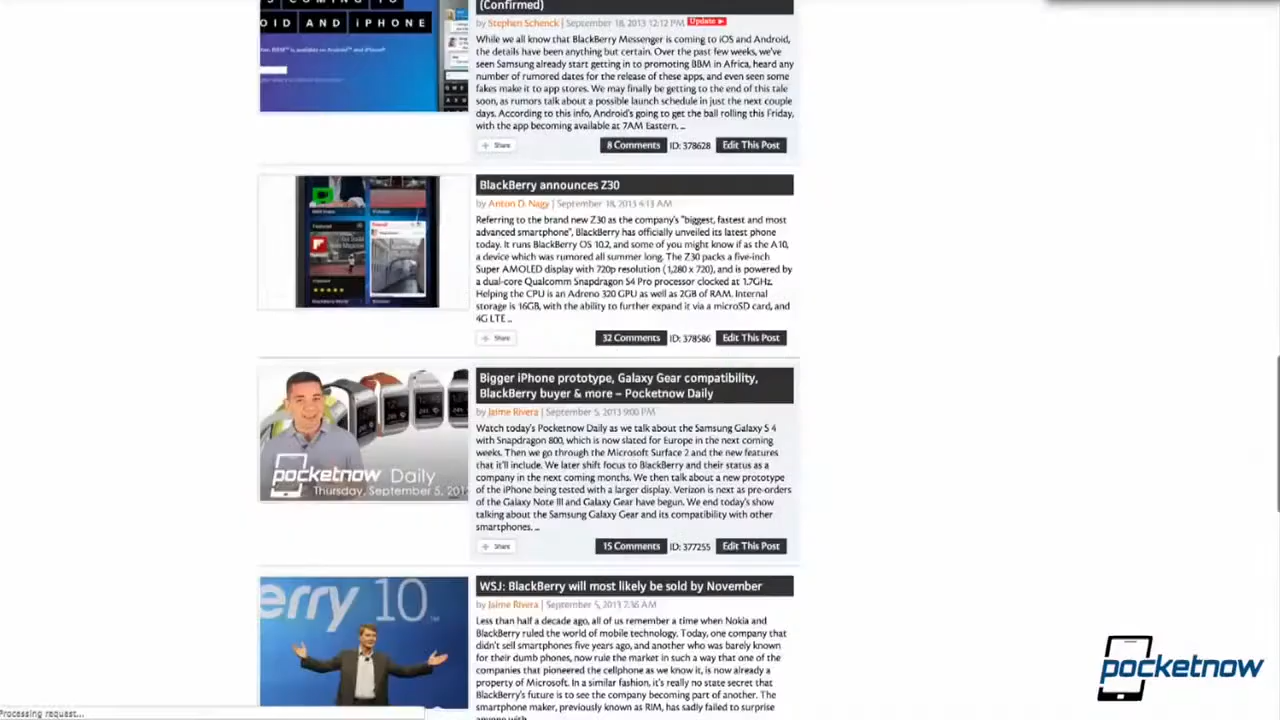 S COMING TO
OID AND iPHONE
(Confirmed)
by Stephen Schenck | September 18, 2013 12:12 PM Update
While we all know that BlackBerry Messenger is coming to iOS and Android,
the details have been anything but certain. Over the past few weeks, we've
seen Samsung already start getting in to promoting BBM in Africa, heard any
number of rumored dates for the release of these apps, and even seen some
fakes make it to app stores. We may finally be getting to the end of this tale
soon, as rumors talk about a possible launch schedule in just the next couple
days. According to this info, Android's going to get the ball rolling this Friday,
with the app becoming available at 7AM Eastern. ...
+ Share
8 Comments ID: 378628 Edit This Post
BlackBerry announces Z30
by Anton D. Nagy | September 18, 2013 4:13 AM
Referring to the brand new Z30 as the company's "biggest, fastest and most
advanced smartphone", BlackBerry has officially unveiled its latest phone
today. It runs BlackBerry OS 10.2, and some of you might know if as the A10,
a device which was rumored all summer long. The Z30 packs a five-inch
Super AMOLED display with 720p resolution (1,280 x 720), and is powered by
a dual-core Qualcomm Snapdragon S4 Pro processor clocked at 1.7GHz.
Helping the CPU is an Adreno 320 GPU as well as 2GB of RAM. Internal
storage is 16GB, with the ability to further expand it via a microSD card, and
4G LTE ...
+ Share
32 Comments ID: 378586 Edit This Post
Bigger iPhone prototype, Galaxy Gear compatibility,
BlackBerry buyer & more – Pocketnow Daily
by Jaime Rivera | September 5, 2013 9:00 PM
Watch today's Pocketnow Daily as we talk about the Samsung Galaxy S 4
with Snapdragon 800, which is now slated for Europe in the next coming
weeks. Then we go through the Microsoft Surface 2 and the new features
that it'll include. We later shift focus to BlackBerry and their status as a
company in the next coming months. We then talk about a new prototype
of the iPhone being tested with a larger display. Verizon is next as pre-orders
of the Galaxy Note III and Galaxy Gear have begun. We end today's show
talking about the Samsung Galaxy Gear and its compatibility with other
smartphones. ...
+ Share
15 Comments ID: 377255 Edit This Post
pocketnow Daily
Thursday, September 5, 201
WSJ: BlackBerry will most likely be sold by November
by Jaime Rivera | September 5, 2013 7:36 AM
Less than half a decade ago, all of us remember a time when Nokia and
BlackBerry ruled the world of mobile technology. Today, one company that
didn't sell smartphones five years ago, and another who was barely known
for their dumb phones, now rule the market in such a way that one of the
companies that pioneered the cellphone as we know it, is now already a
property of Microsoft. In a similar fashion, it's really no state secret that
BlackBerry's future is to see the company becoming part of another. The
smartphone maker, previously known as RIM, has sadly failed to surprise
anyone with
erry 10
Processing request...
pocketnow